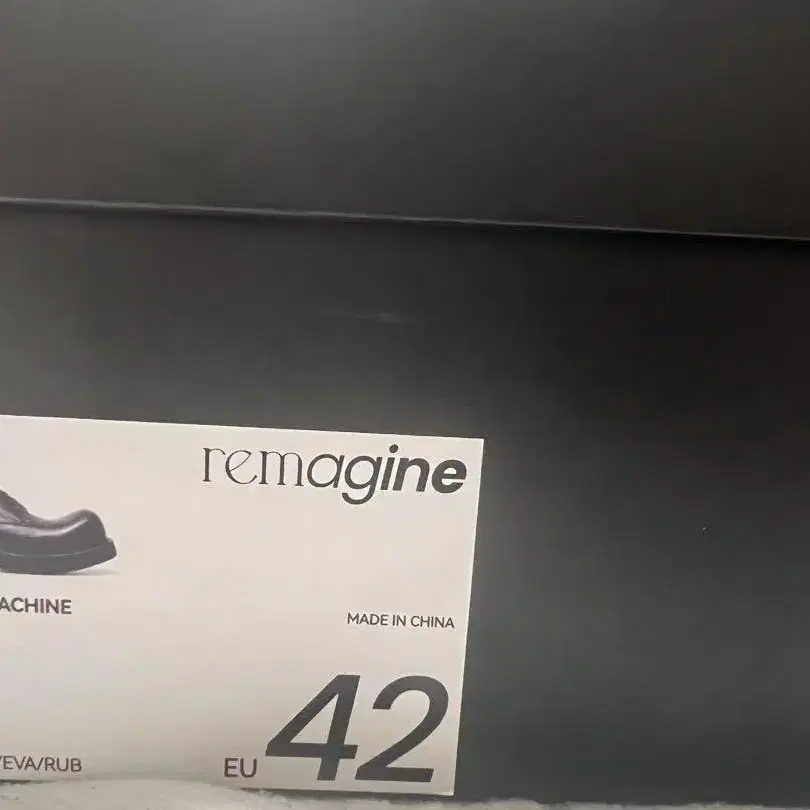 remagine
ACHINE
MADE IN CHINA
/EVA/RUB
EU 42